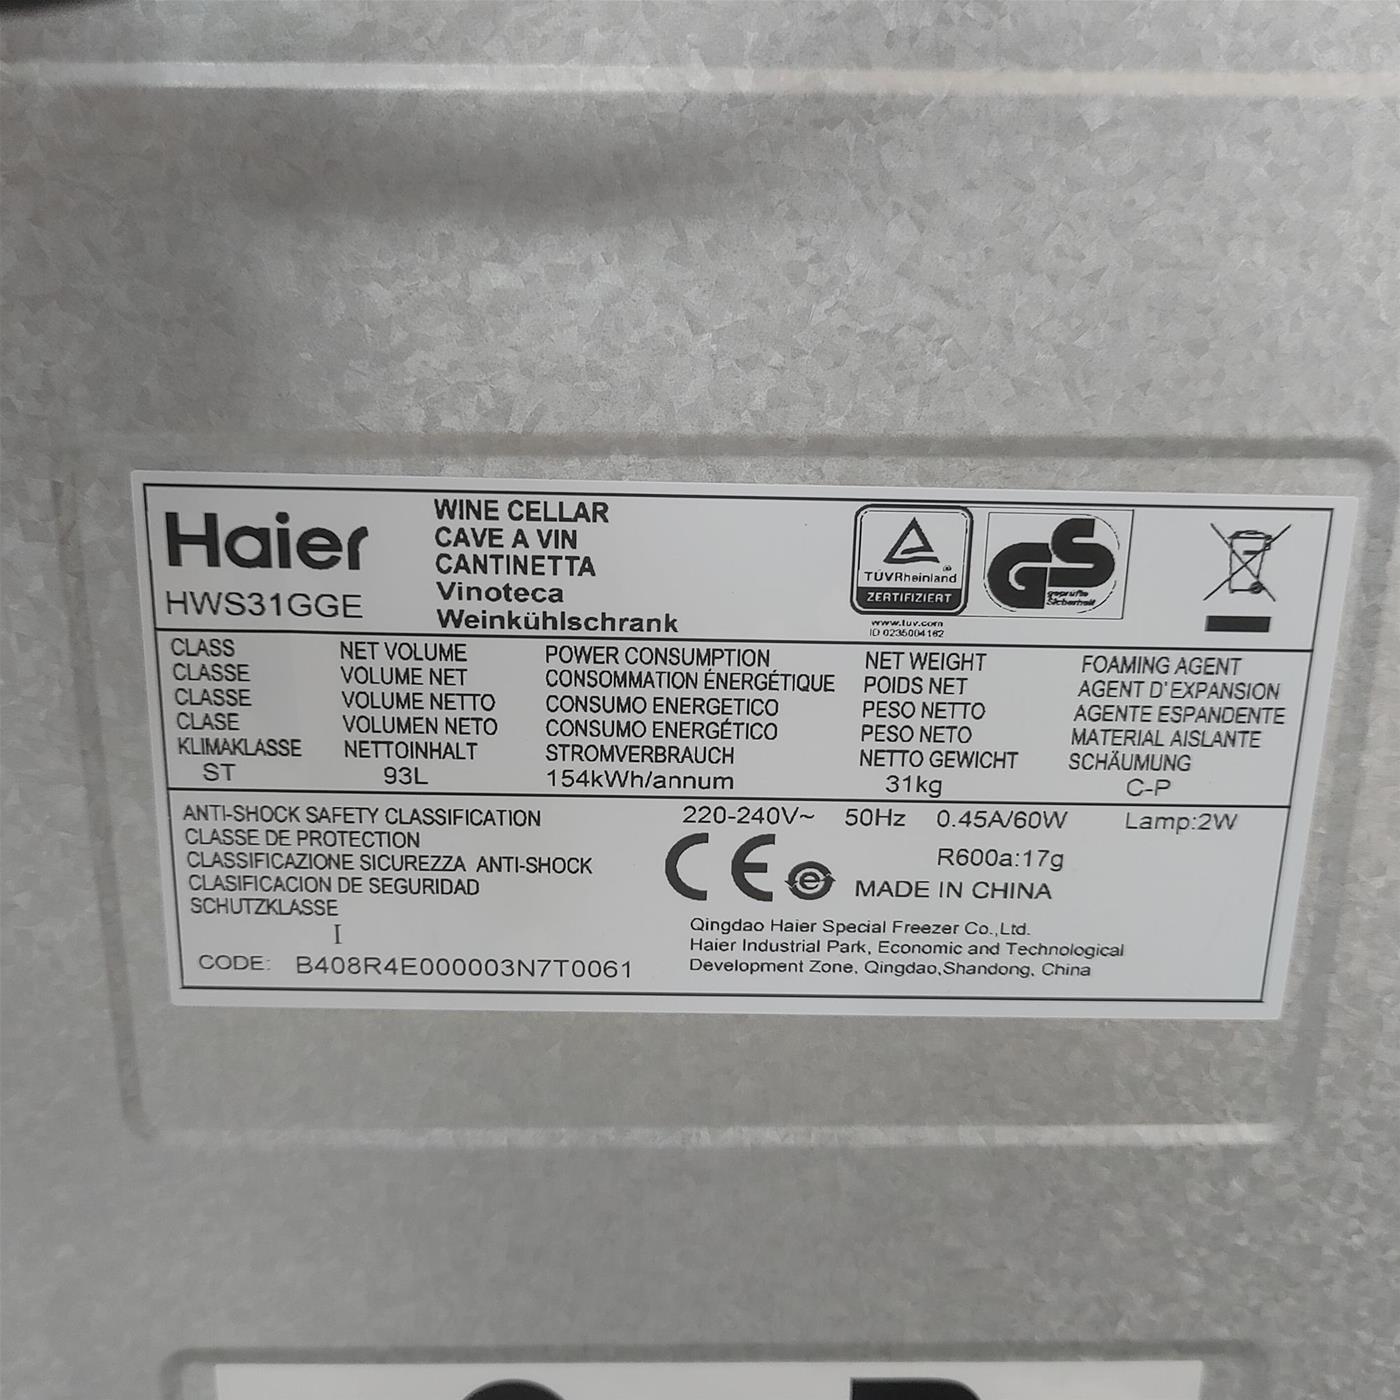 Haier
HWS31GGE
WINE CELLAR
CAVE A VIN
CANTINETTA
Vinoteca
Weinkühlschrank
TÜVRheinland
ZERTIFIZIERT
www.tuv.com
ID 0235004162
GS
geprüfte
Sicherheit
CLASS
CLASSE
CLASSE
CLASE
KLIMAKLASSE
ST
NET VOLUME
VOLUME NET
VOLUME NETTO
VOLUMEN NETO
NETTOINHALT
93L
POWER CONSUMPTION
CONSOMMATION ÉNERGÉTIQUE
CONSUMO ENERGETICO
CONSUMO ENERGÉTICO
STROMVERBRAUCH
154kWh/annum
NET WEIGHT
POIDS NET
PESO NETTO
PESO NETO
NETTO GEWICHT
31kg
FOAMING AGENT
AGENT D'EXPANSION
AGENTE ESPANDENTE
MATERIAL AISLANTE
SCHÄUMUNG
C-P
ANTI-SHOCK SAFETY CLASSIFICATION
CLASSE DE PROTECTION
CLASSIFICAZIONE SICUREZZA ANTI-SHOCK
CLASIFICACION DE SEGURIDAD
SCHUTZKLASSE
I
CODE: B408R4E000003N7T0061
220-240V~ 50Hz 0.45A/60W Lamp:2W
R600a:17g
CE e MADE IN CHINA
Qingdao Haier Special Freezer Co.,Ltd.
Haier Industrial Park, Economic and Technological
Development Zone, Qingdao,Shandong, China